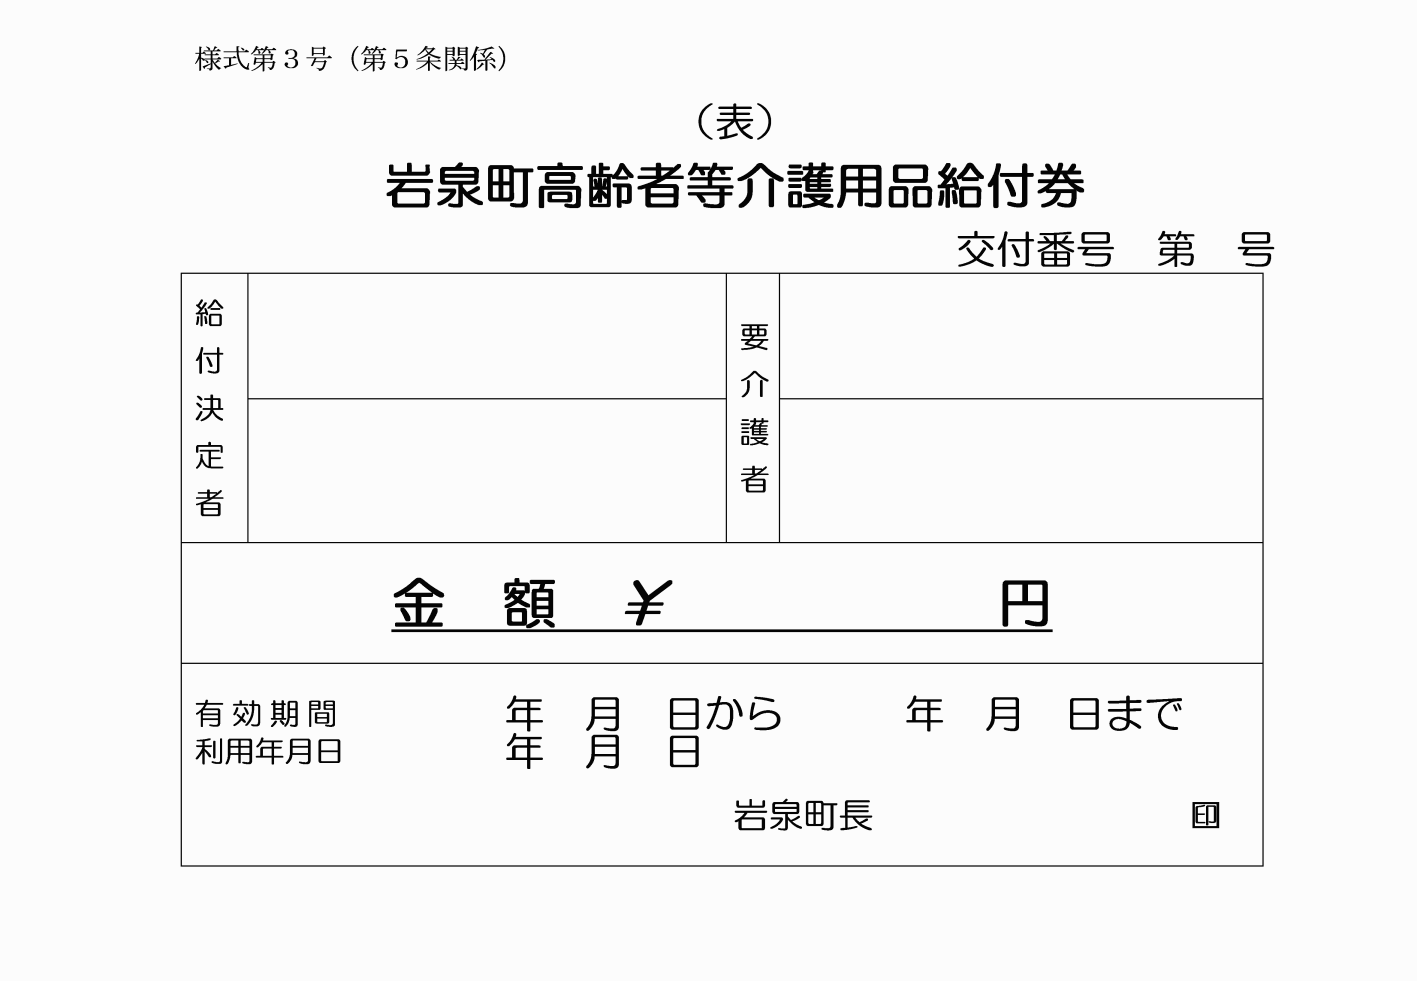 様式第３号（第５条関係）
（表）
岩泉町高齢者等介護用品給付券
交付番号　第　号
給付決定者
要介護者
金　額　￥　　　　　　円
有効期間　　　　年　月　日から　　　年　月　日まで
利用年月日　　　　年　月　日
岩泉町長　　　　　　　　㊞